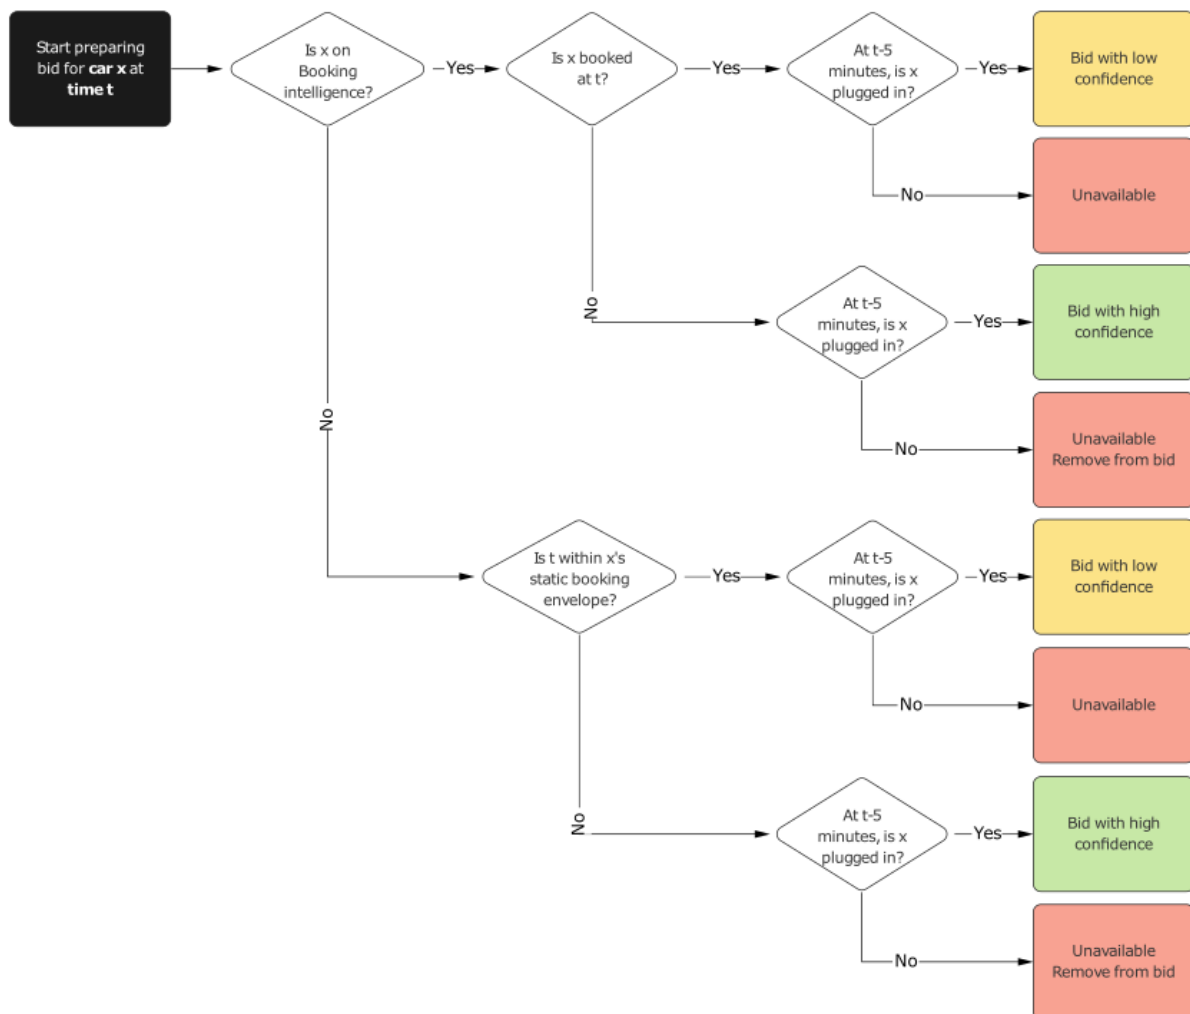 Start preparing
bid for car x at
time t
Is x on
Booking
intelligence?
Yes
Is x booked
at t?
Yes
At t-5
minutes, is x
plugged in?
Yes
Bid with low
confidence
No
Unavailable
No
At t-5
minutes, is x
plugged in?
Yes
Bid with high
confidence
No
Unavailable
Remove from bid
No
Is t within x's
static booking
envelope?
Yes
At t-5
minutes, is x
plugged in?
Yes
Bid with low
confidence
No
Unavailable
No
At t-5
minutes, is x
plugged in?
Yes
Bid with high
confidence
No
Unavailable
Remove from bid